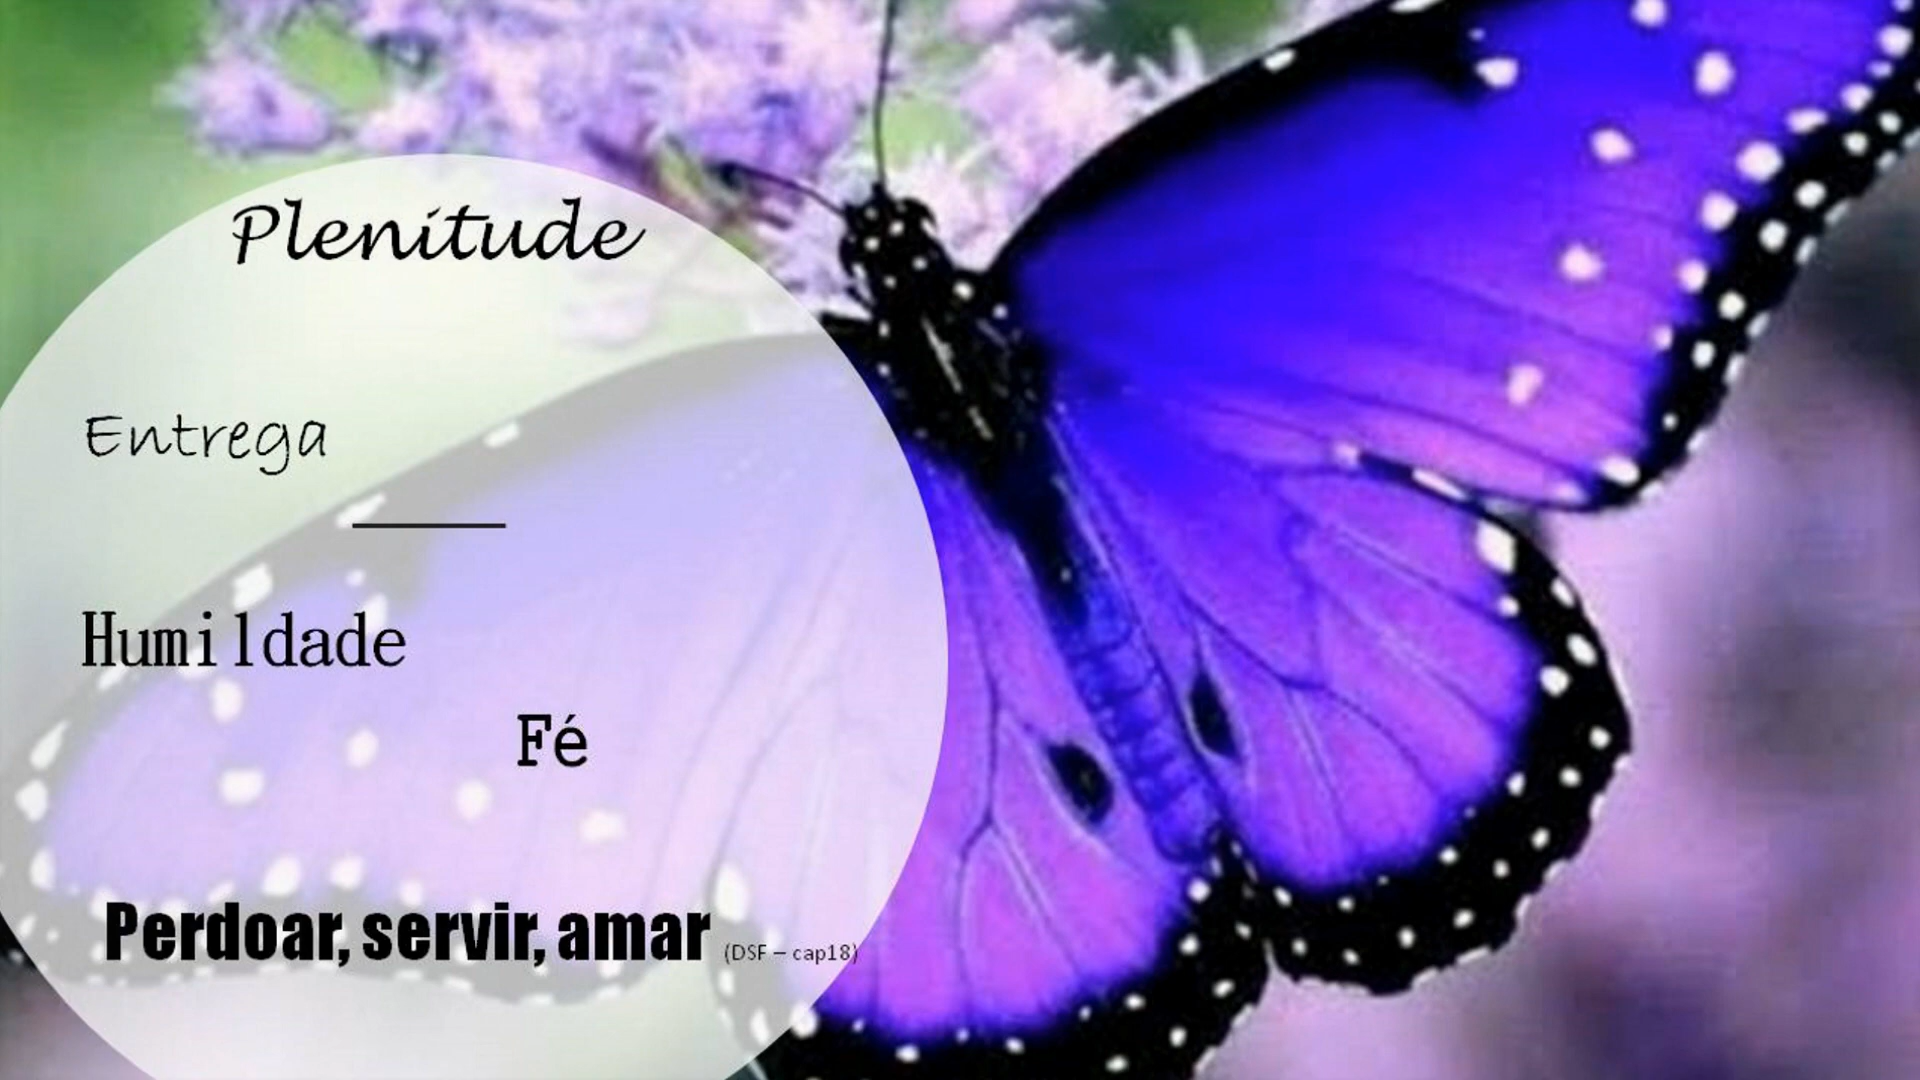 Plenitude
Entrega
Humildade
Fé
Perdoar, servir, amar (DSF – cap18)